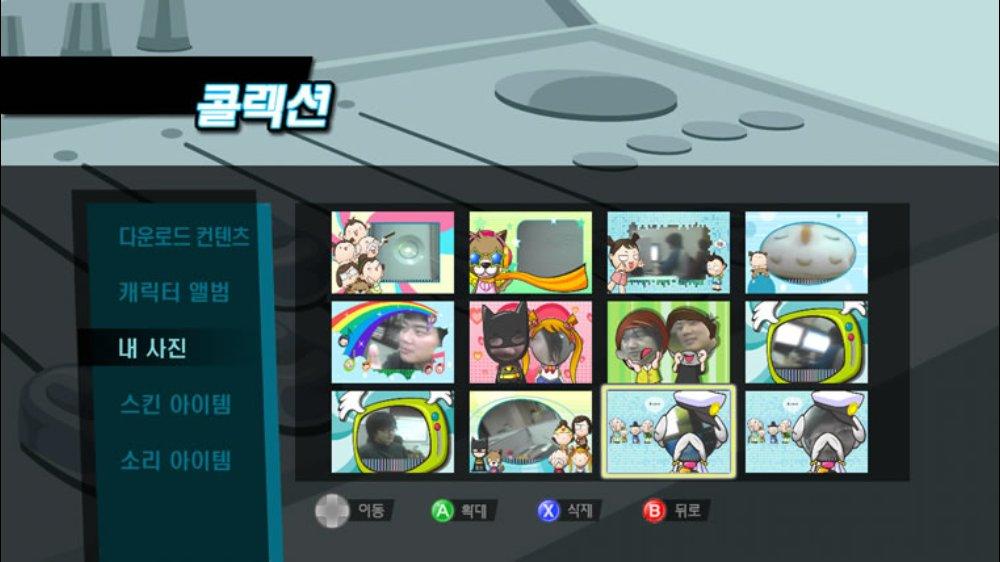 콜렉션
다운로드 컨텐츠
캐릭터 앨범
내 사진
스킨 아이템
소리 아이템
이동
A 확대
X 삭제
B 뒤로